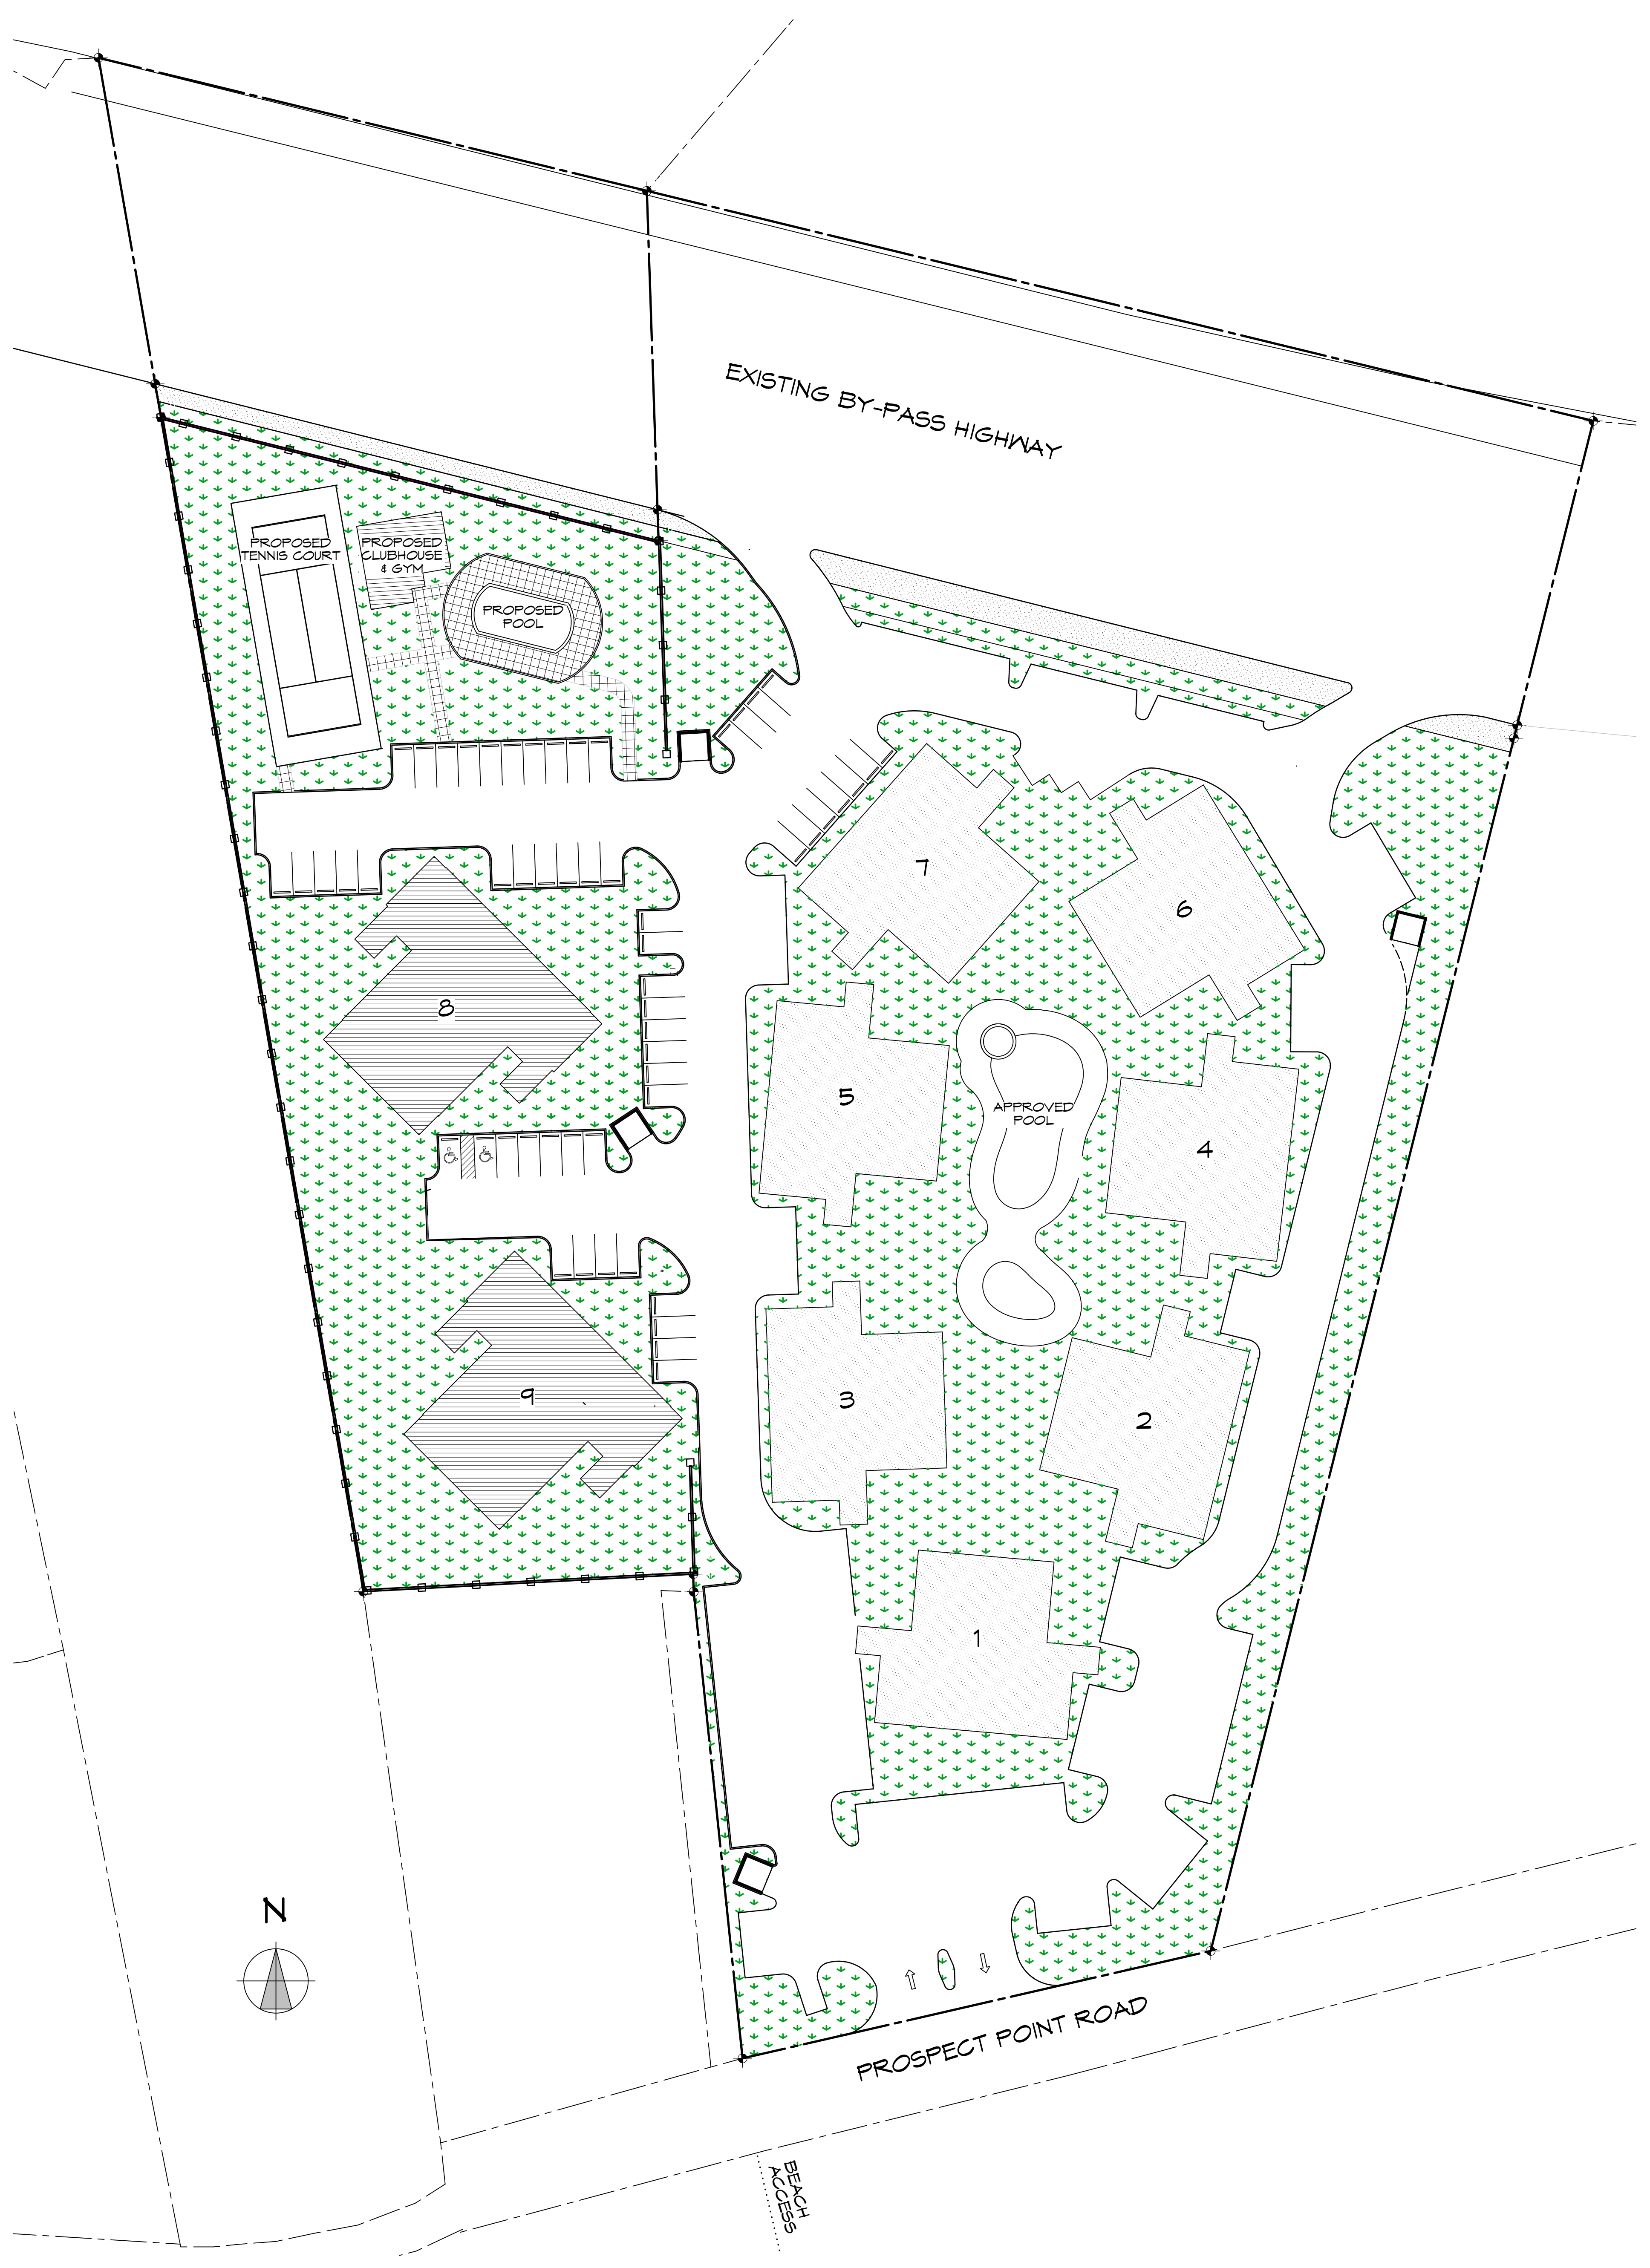 EXISTING BY-PASS HIGHWAY
PROPOSED
TENNIS COURT
PROPOSED
CLUBHOUSE
& GYM
PROPOSED
POOL
7
6
8
5
APPROVED
POOL
4
9
3
2
1
N
PROSPECT POINT ROAD
BEACH
ACCESS